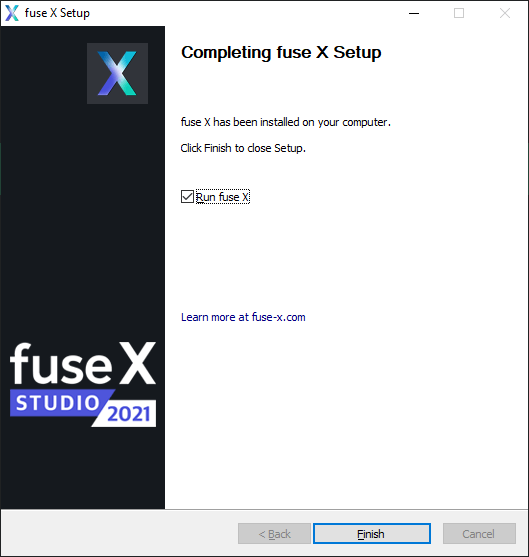 fuse X Setup
Completing fuse X Setup
fuse X has been installed on your computer.
Click Finish to close Setup.
Run fuse X
Learn more at fuse-x.com
fuse X
STUDIO 2021
< Back
Finish
Cancel